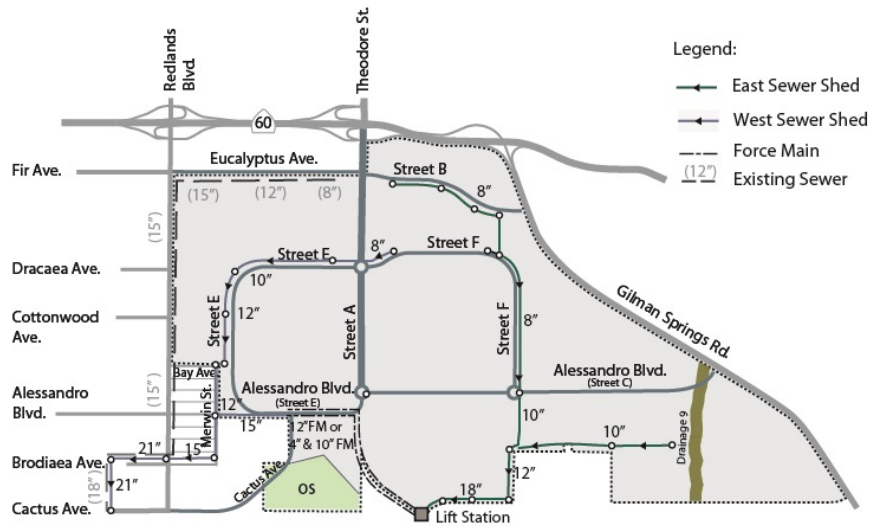 Redlands
Blvd.
Theodore St.
Legend:
East Sewer Shed
West Sewer Shed
Force Main
(12")
Existing Sewer
60
Fir Ave.
Eucalyptus Ave.
(15")
(12")
(8")
Street B
8"
(15")
Dracaea Ave.
Street E
8"
Street F
10"
Gilman Springs Rd.
Cottonwood
Ave.
Street E
12"
Street A
Street F
8"
Bay Ave
Alessandro Blvd.
(Street C)
Alessandro
Blvd.
(15")
Merwin St.
12"
Alessandro Blvd.
(Street E)
10"
15"
12"FM or
4" & 10"FM
10"
Drainage 9
Brodiaea Ave.
21"
15"
(18")
21"
Cactus Ave.
OS
12"
18"
Cactus Ave.
Lift Station